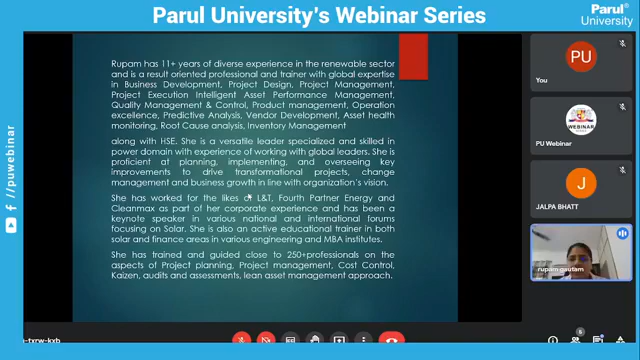 Parul University's Webinar Series
Parul®
University
Rupam has 11+ years of diverse experience in the renewable sector
and is a result oriented professional and trainer with global expertise
in Business Development, Project Design, Project Management,
Project Execution Intelligent Asset Performance Management,
Quality Management & Control, Product management, Operation
excellence, Predictive Analysis, Vendor Development, Asset health
monitoring, Root Cause analysis, Inventory Management
along with HSE. She is a versatile leader specialized and skilled in
power domain with experience of working with global leaders. She
is proficient at planning, implementing, and overseeing key
improvements to drive transformational projects, change
management and business growth in line with organization's vision.
She has worked for the likes of L&T, Fourth Partner Energy and
Cleanmax as part of her corporate experience and has been a
keynote speaker in various national and international forums
focusing on Solar. She is also an active educational trainer in both
solar and finance areas in various engineering and MBA institutes.
She has trained and guided close to 250+professionals on the
aspects of Project planning, Project management, Cost Control,
Kaizen, audits and assessments, lean asset management approach.
PU
You
WEBINAR
PU Webinar
J
JALPA BHATT
rupam gautam
/puwebinar
-txrw-kxb
6